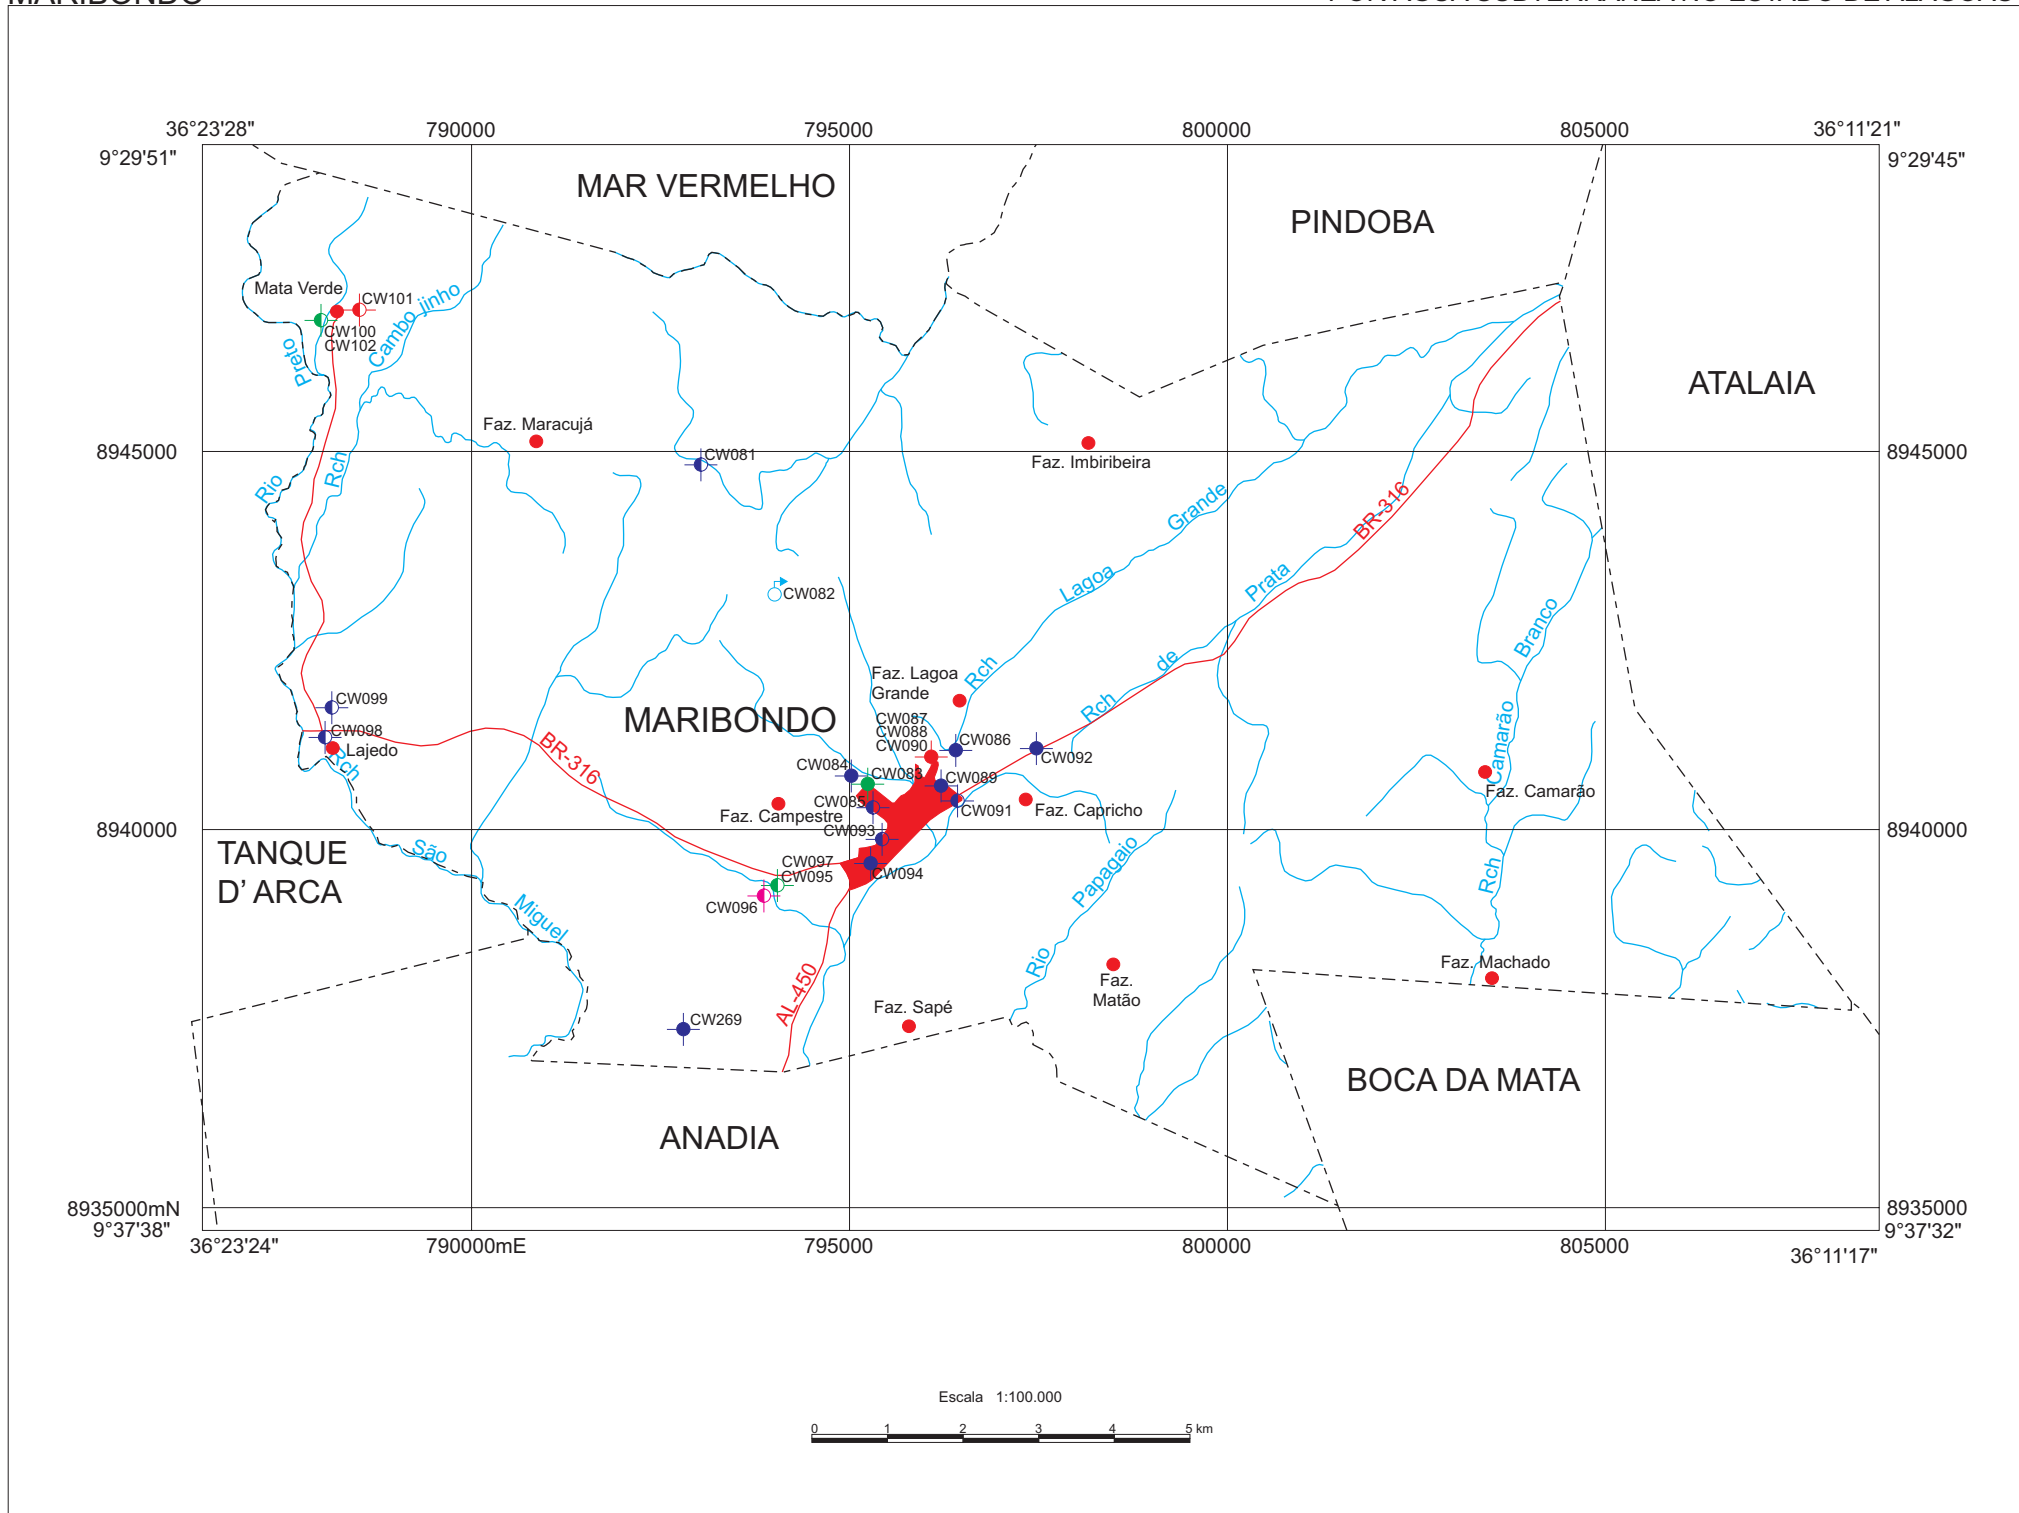 MARIBONDO
36°23'28"
790000
795000
800000
805000
36°11'21"
9°29'51"
9°29'45"
MAR VERMELHO
PINDOBA
ATALAIA
Mata Verde
CW101
CW100
CW102
Cambo jinho
Preto
Faz. Maracujá
Faz. Imbiribeira
8945000
8945000
CW081
Rch
Rio
Grande
BR-316
Lagoa
Prata
CW082
Branco
Rch
de
Rch
Faz. Lagoa
Grande
CW099
CW098
Lajedo
Rch
MARIBONDO
BR-316
CW087
CW088
CW090
CW086
CW092
CW084
CW083
CW089
CW085
CW091
Faz. Campestre
Faz. Capricho
Camarão
Faz. Camarão
8940000
8940000
CW093
CW097
CW094
CW095
CW096
TANQUE
D' ARCA
São
Miguel
Papagaio
Rio
Rch
Faz. Machado
Faz.
Matão
Faz. Sapé
AL-450
CW269
BOCA DA MATA
ANADIA
8935000mN
8935000
9°37'38"
9°37'32"
36°23'24"
790000mE
795000
800000
805000
36°11'17"
Escala 1:100.000
0 1 2 3 4 5 km